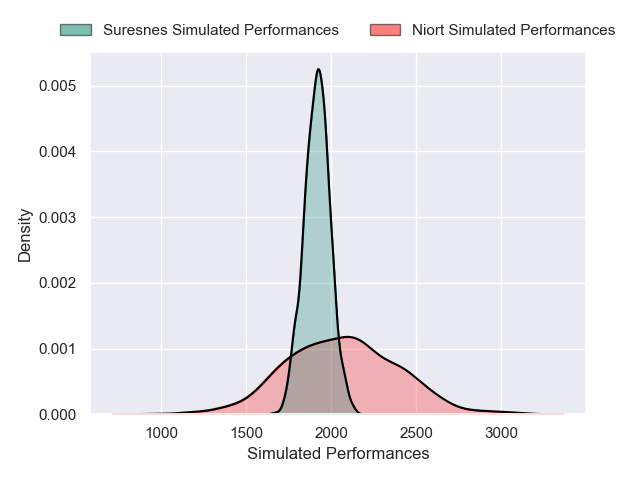 Suresnes Simulated Performances
Niort Simulated Performances
0.005
0.004
0.003
0.002
0.001
0.000
Density
1000
1500
2000
2500
3000
Simulated Performances